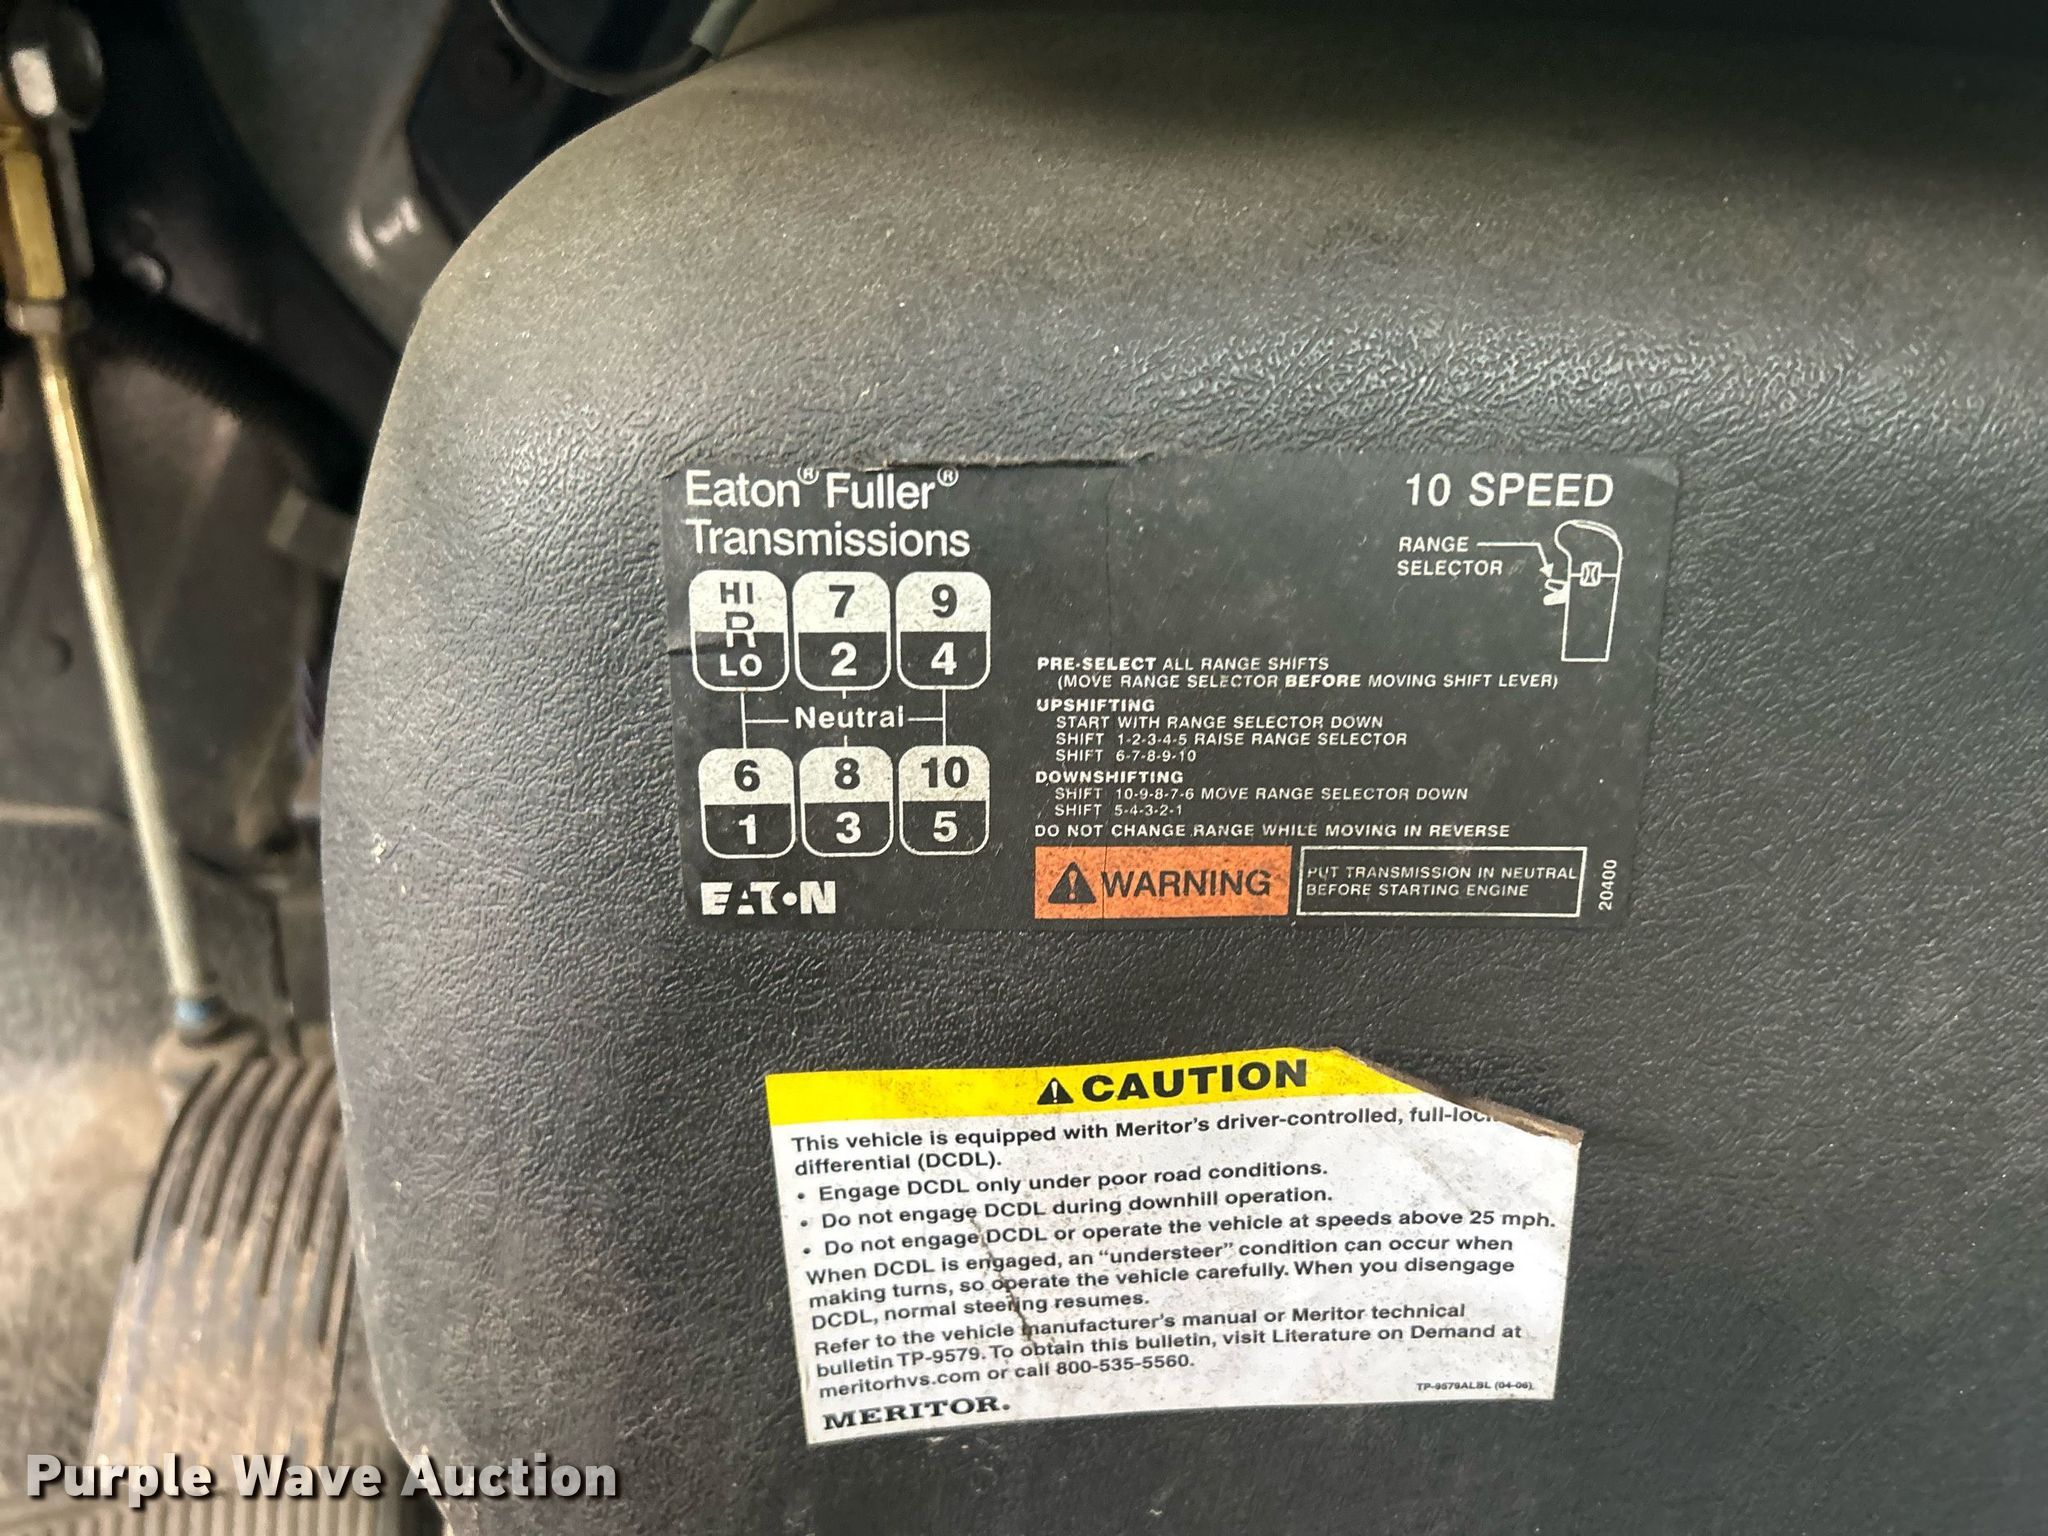 Eaton® Fuller®
Transmissions
10 SPEED
RANGE
SELECTOR
HI 7 9
R
LO 2 4
Neutral
6 8 10
1 3 5
EATON
PRE-SELECT ALL RANGE SHIFTS
(MOVE RANGE SELECTOR BEFORE MOVING SHIFT LEVER)
UPSHIFTING
START WITH RANGE SELECTOR DOWN
SHIFT 1-2-3-4-5 RAISE RANGE SELECTOR
SHIFT 6-7-8-9-10
DOWNSHIFTING
SHIFT 10-9-8-7-6 MOVE RANGE SELECTOR DOWN
SHIFT 5-4-3-2-1
DO NOT CHANGE RANGE WHILE MOVING IN REVERSE
WARNING
PUT TRANSMISSION IN NEUTRAL
BEFORE STARTING ENGINE
20400
CAUTION
This vehicle is equipped with Meritor's driver-controlled,
differential (DCDL).
• Engage DCDL only under poor road conditions.
• Do not engage DCDL during downhill operation.
• Do not engage DCDL or operate the vehicle at speeds above 25 mph.
When DCDL is engaged, an "understeer" condition can occur when
making turns, so operate the vehicle carefully. When you disengage
DCDL, normal steering resumes.
Refer to the vehicle manufacturer's manual or Meritor technical
bulletin TP-9579. To obtain this bulletin, visit Literature on Demand at
meritorhvs.com or call 800-535-5560.
TP-9579ALBL (04-06)
MERITOR.
Purple Wave Auction